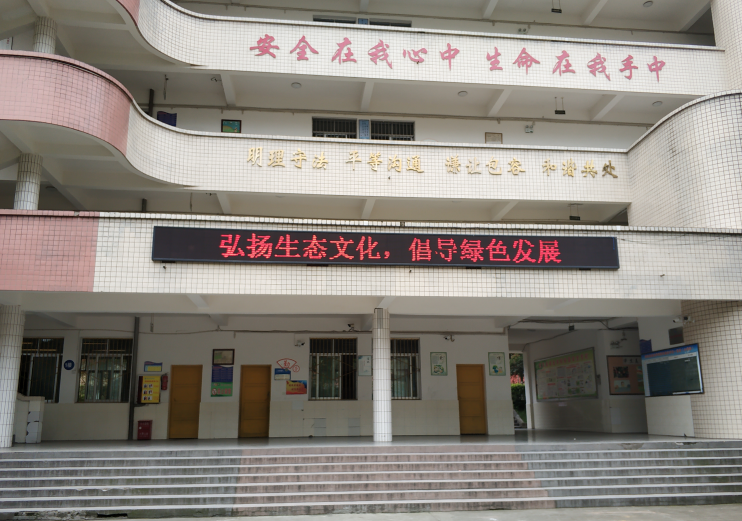 安全在我心中 生命在我手中
明理守法 平等沟通 谦让包容 和谐共处
弘扬生态文化，倡导绿色发展